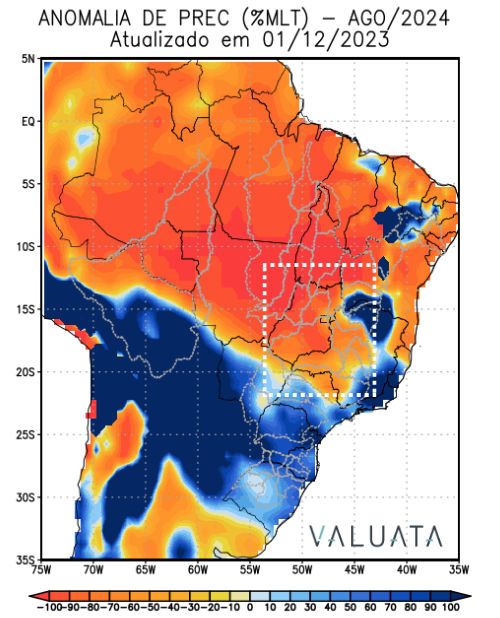 ANOMALIA DE PREC (%MLT) – AGO/2024
Atualizado em 01/12/2023
5N
EQ
5S
10S
15S
20S
25S
30S
35S
VALUATA
75W 70W 65W 60W 55W 50W 45W 40W 35W
-100-90-80-70-60-50-40-30-20-10 0 10 20 30 40 50 60 70 80 90 100